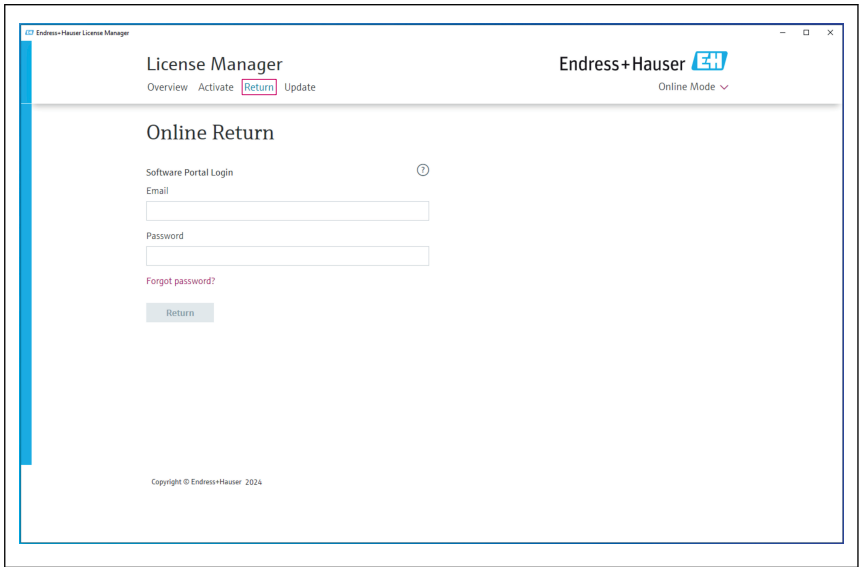 Endress+Hauser License Manager
License Manager
Endress+Hauser EH
Overview Activate Return Update
Online Mode
Online Return
Software Portal Login ?
Email
Password
Forgot password?
Return
Copyright © Endress+Hauser 2024